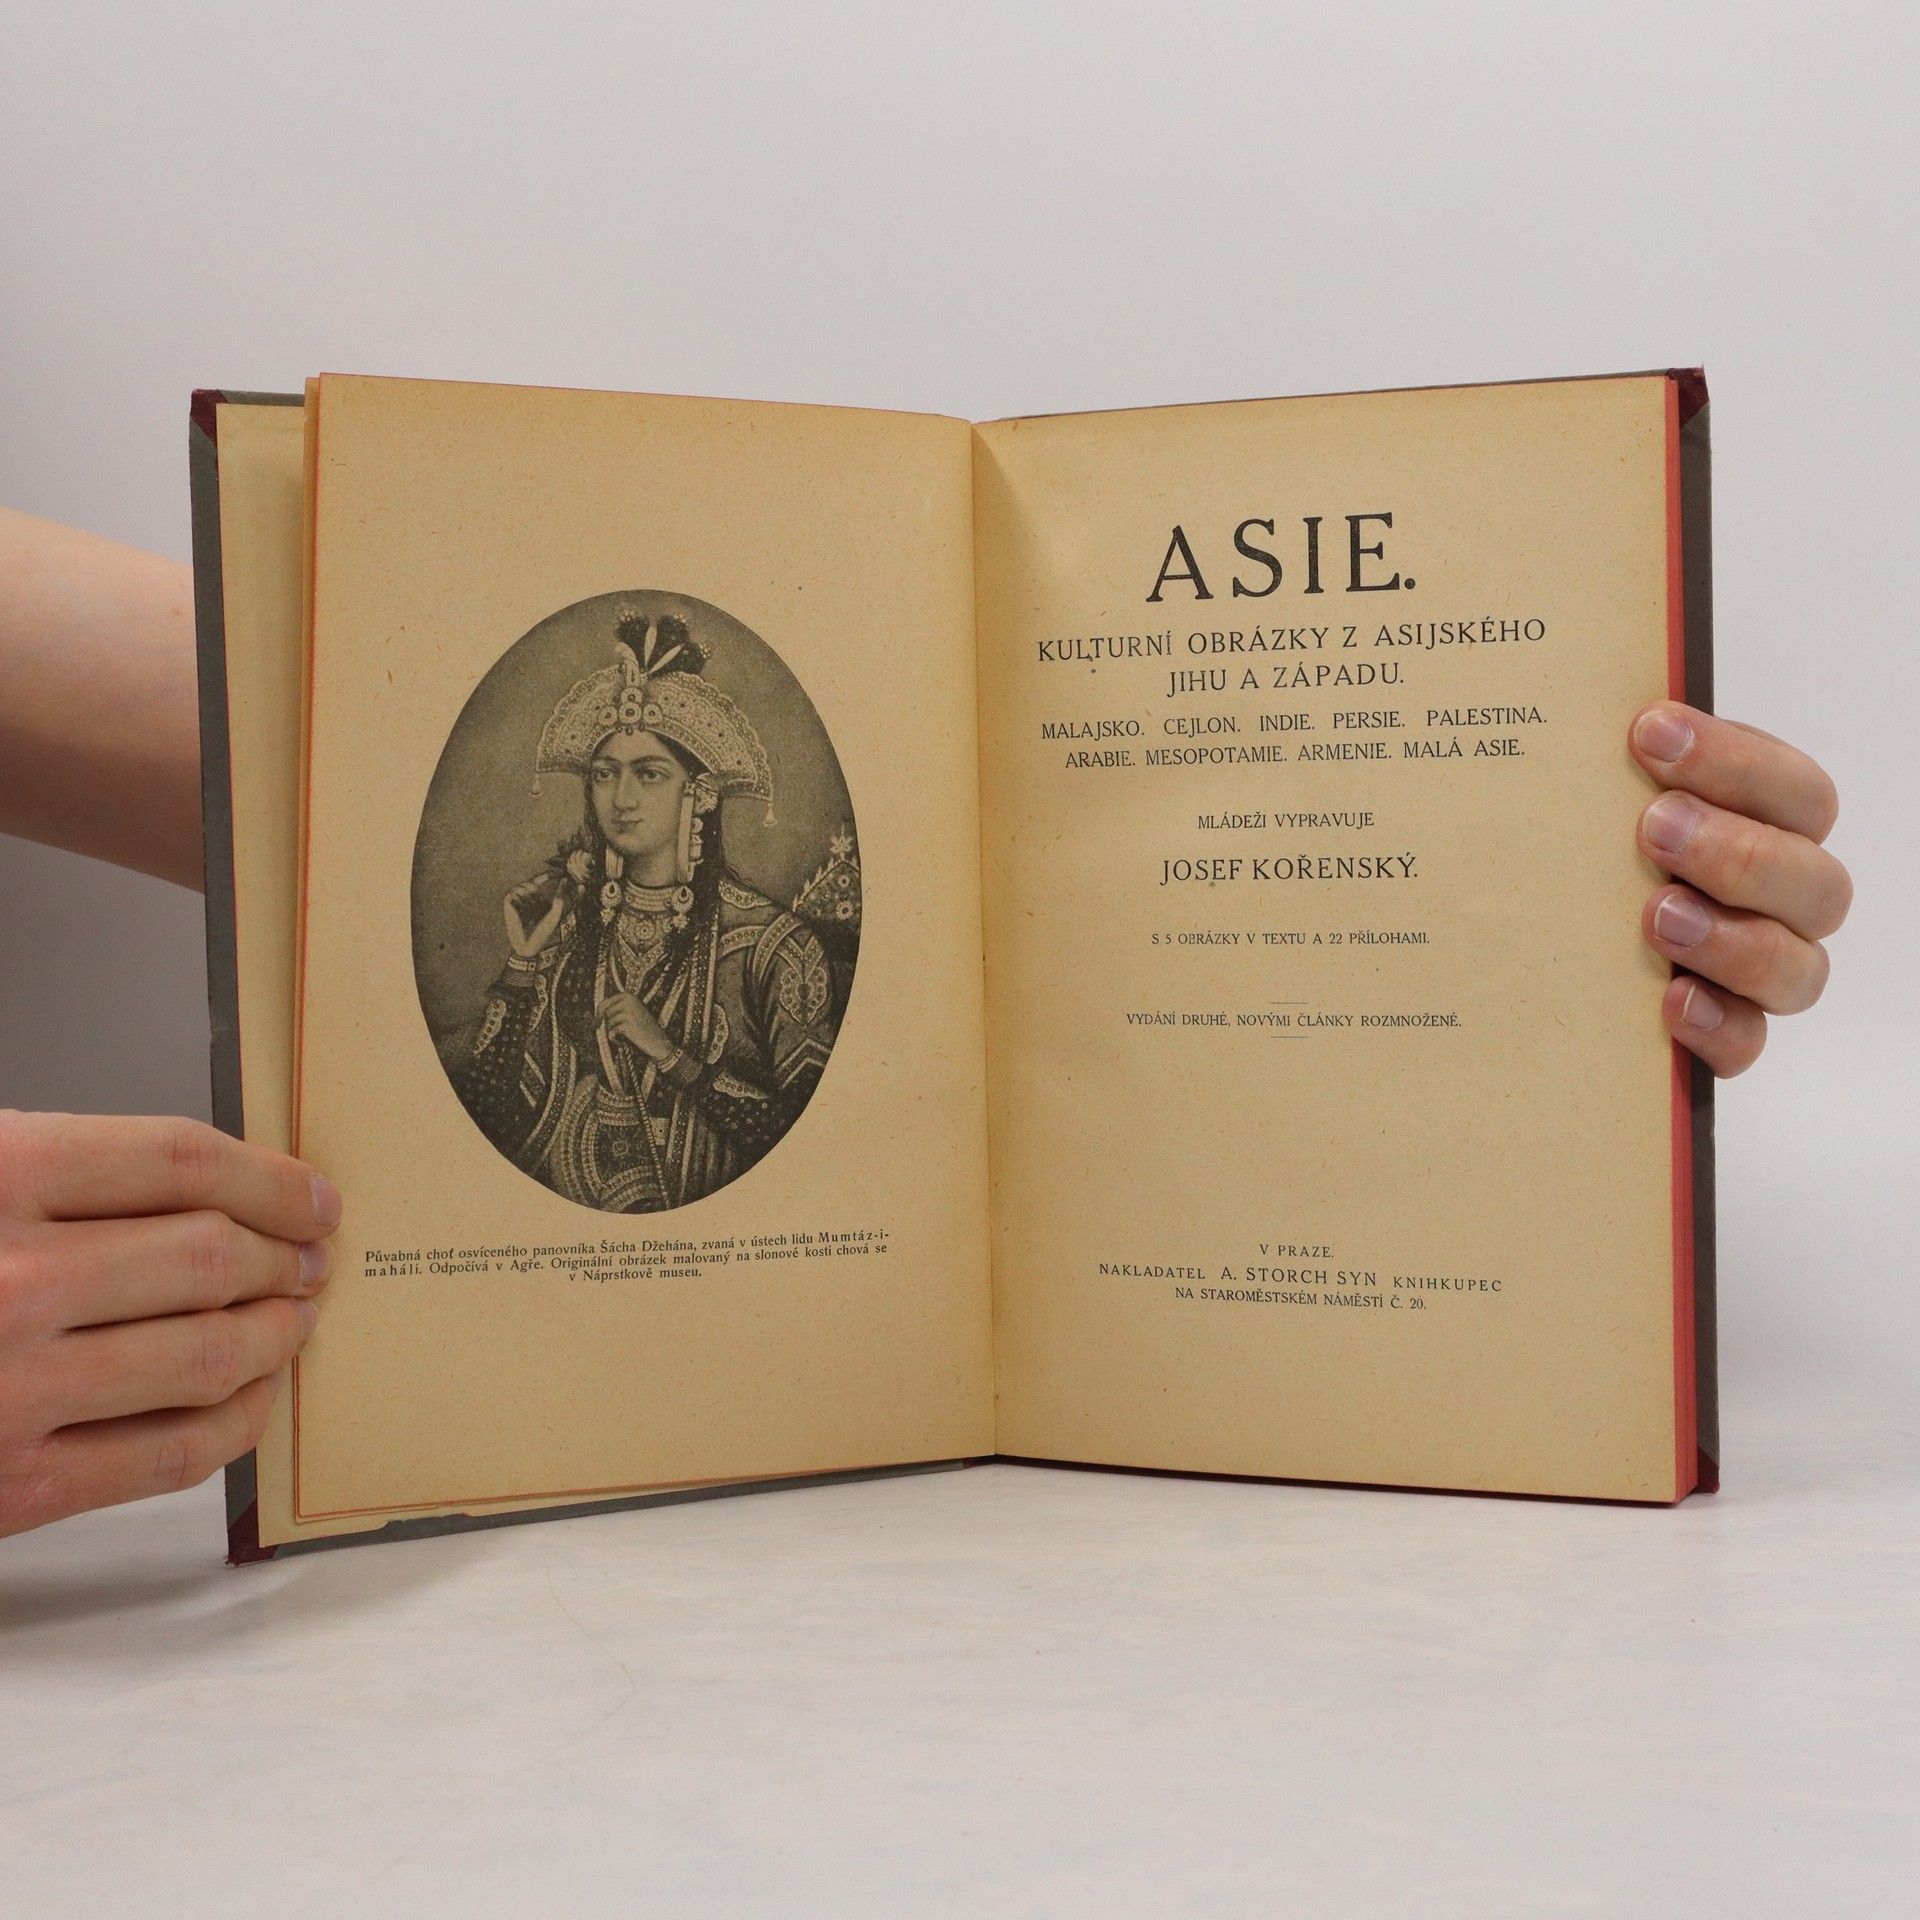 Půvabná choť osvíceného panovníka Šácha Džehána, zvaná v ústech lidu Mumtáz-i-
maháli. Odpočívá v Agře. Originální obrázek malovaný na slonové kosti chová se
v Náprstkově museu.
ASIE.
KULTURNÍ OBRÁZKY Z ASIJSKÉHO
JIHU A ZÁPADU.
MALAJSKO. CEJLON. INDIE. PERSIE. PALESTINA.
ARABIE. MESOPOTAMIE. ARMENIE. MALÁ ASIE.
MLÁDEŽI VYPRAVUJE
JOSEF KOŘENSKÝ.
S 5 OBRÁZKY V TEXTU A 22 PŘÍLOHAMI.
VYDÁNÍ DRUHÉ, NOVÝMI ČLÁNKY ROZMNOŽENÉ.
V PRAZE.
NAKLADATEL A. STORCH SYN KNIHKUPEC
NA STAROMĚSTSKÉM NÁMĚSTÍ Č. 20.